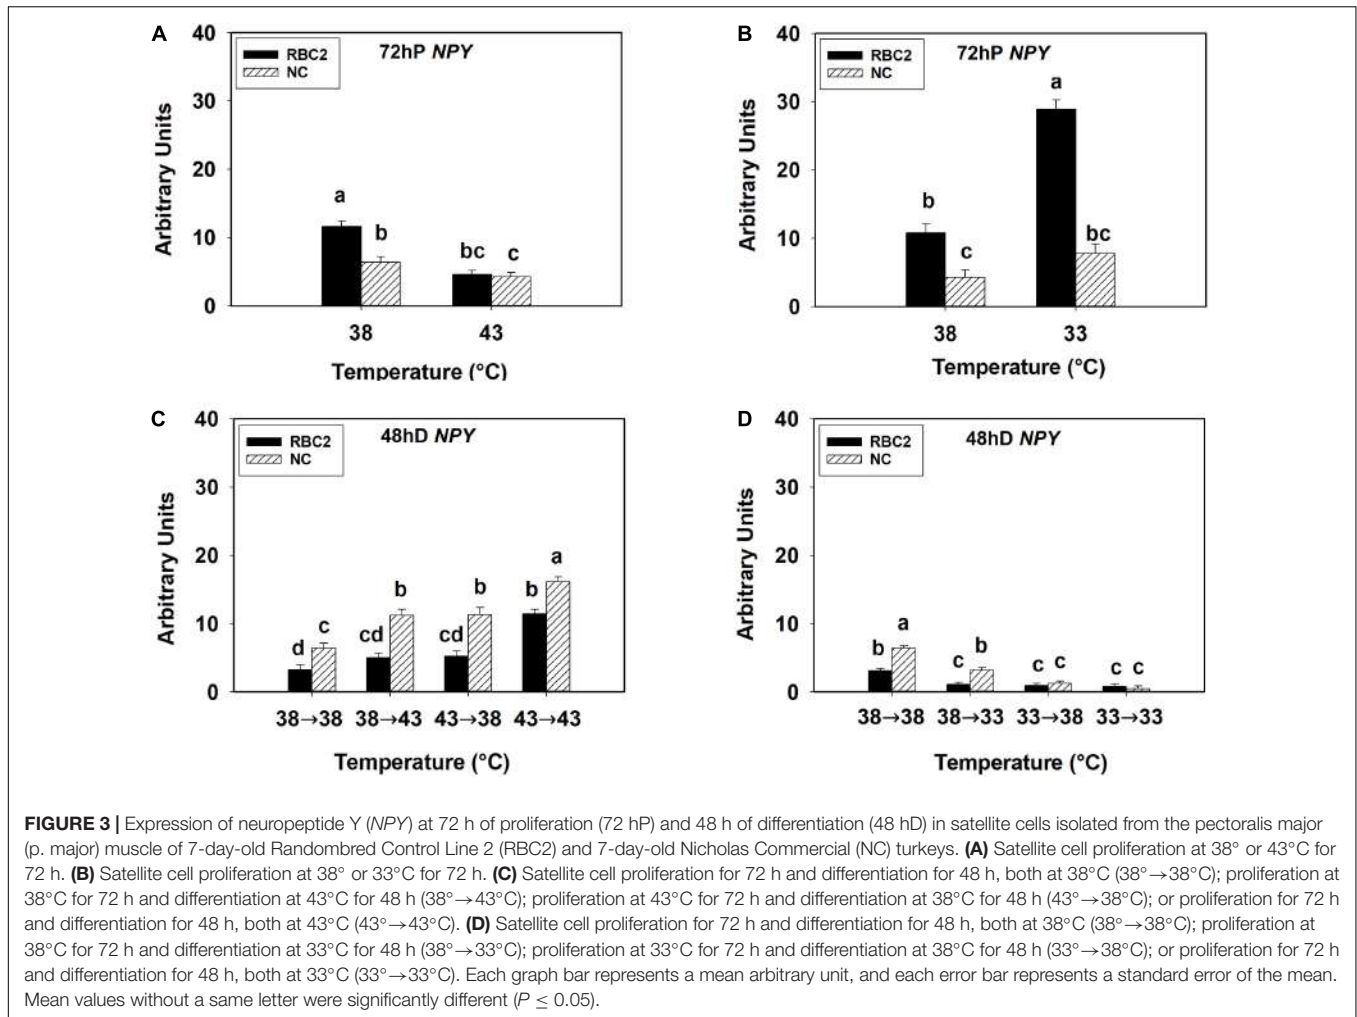 A
40
30
20
10
0
Arbitrary Units
RBC2
NC
72hP NPY
a
b
bc
c
38
43
Temperature (°C)
B
40
30
20
10
0
Arbitrary Units
RBC2
NC
72hP NPY
b
c
a
bc
38
33
Temperature (°C)
C
40
30
20
10
0
Arbitrary Units
RBC2
NC
48hD NPY
d
c
cd
b
cd
b
b
a
38→38
38→43
43→38
43→43
Temperature (°C)
D
40
30
20
10
0
Arbitrary Units
RBC2
NC
48hD NPY
b
a
c
b
c
c
c
c
38→38
38→33
33→38
33→33
Temperature (°C)
FIGURE 3 | Expression of neuropeptide Y (NPY) at 72 h of proliferation (72 hP) and 48 h of differentiation (48 hD) in satellite cells isolated from the pectoralis major
(p. major) muscle of 7-day-old Randombred Control Line 2 (RBC2) and 7-day-old Nicholas Commercial (NC) turkeys. (A) Satellite cell proliferation at 38° or 43°C for
72 h. (B) Satellite cell proliferation at 38° or 33°C for 72 h. (C) Satellite cell proliferation for 72 h and differentiation for 48 h, both at 38°C (38°→38°C); proliferation at
38°C for 72 h and differentiation at 43°C for 48 h (38°→43°C); proliferation at 43°C for 72 h and differentiation at 38°C for 48 h (43°→38°C); or proliferation for 72 h
and differentiation for 48 h, both at 43°C (43°→43°C). (D) Satellite cell proliferation for 72 h and differentiation for 48 h, both at 38°C (38°→38°C); proliferation at
38°C for 72 h and differentiation at 33°C for 48 h (38°→33°C); proliferation at 33°C for 72 h and differentiation at 38°C for 48 h (33°→38°C); or proliferation for 72 h
and differentiation for 48 h, both at 33°C (33°→33°C). Each graph bar represents a mean arbitrary unit, and each error bar represents a standard error of the mean.
Mean values without a same letter were significantly different (P ≤ 0.05).